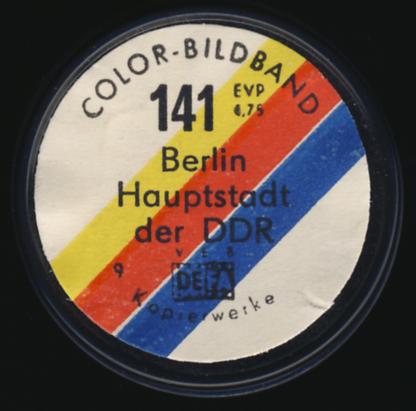 COLOR-BILDBAND
141
EVP
4,75
Berlin
Hauptstadt
der DDR
VEB
DEFA
9
Kopierwerke